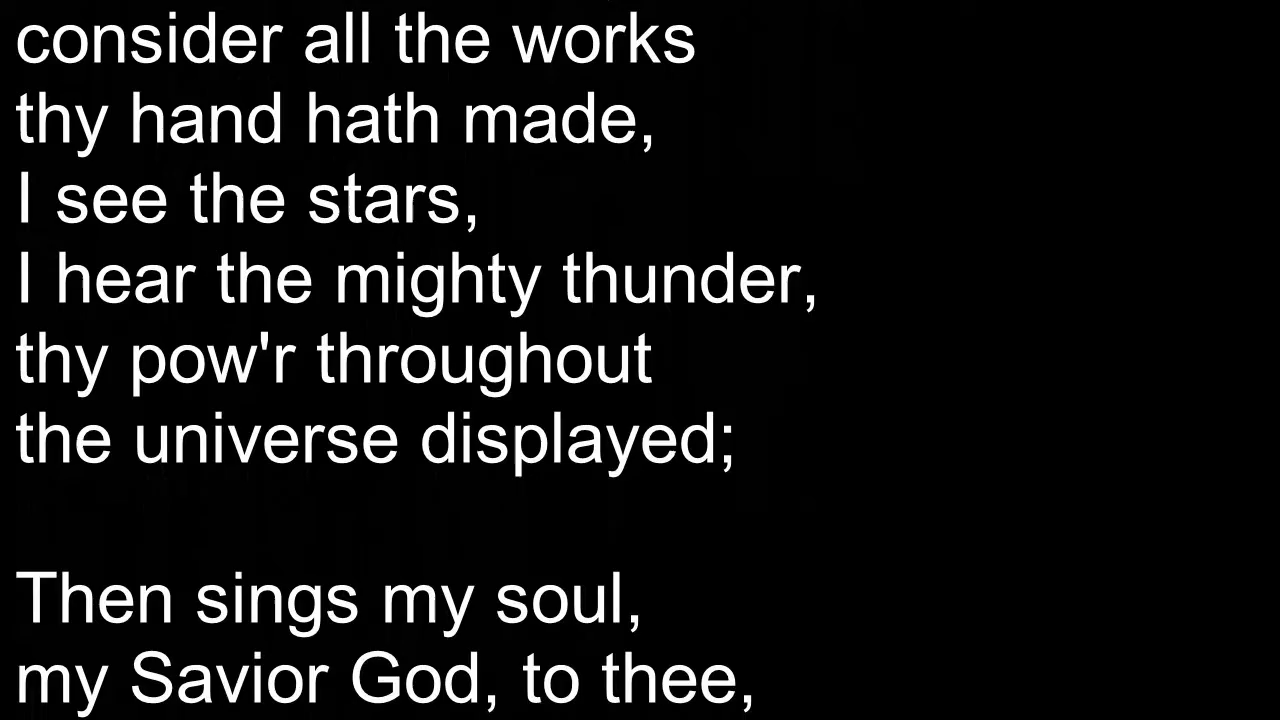 consider all the works
thy hand hath made,
I see the stars,
I hear the mighty thunder,
thy pow'r throughout
the universe displayed;
Then sings my soul,
my Savior God, to thee,